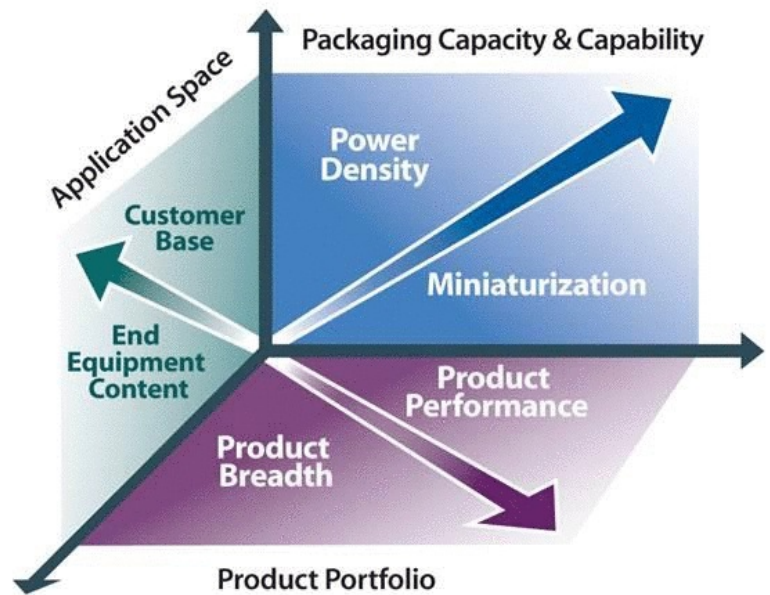 Packaging Capacity & Capability
Application Space
Power
Density
Customer
Base
Miniaturization
End
Equipment
Content
Product
Performance
Product
Breadth
Product Portfolio